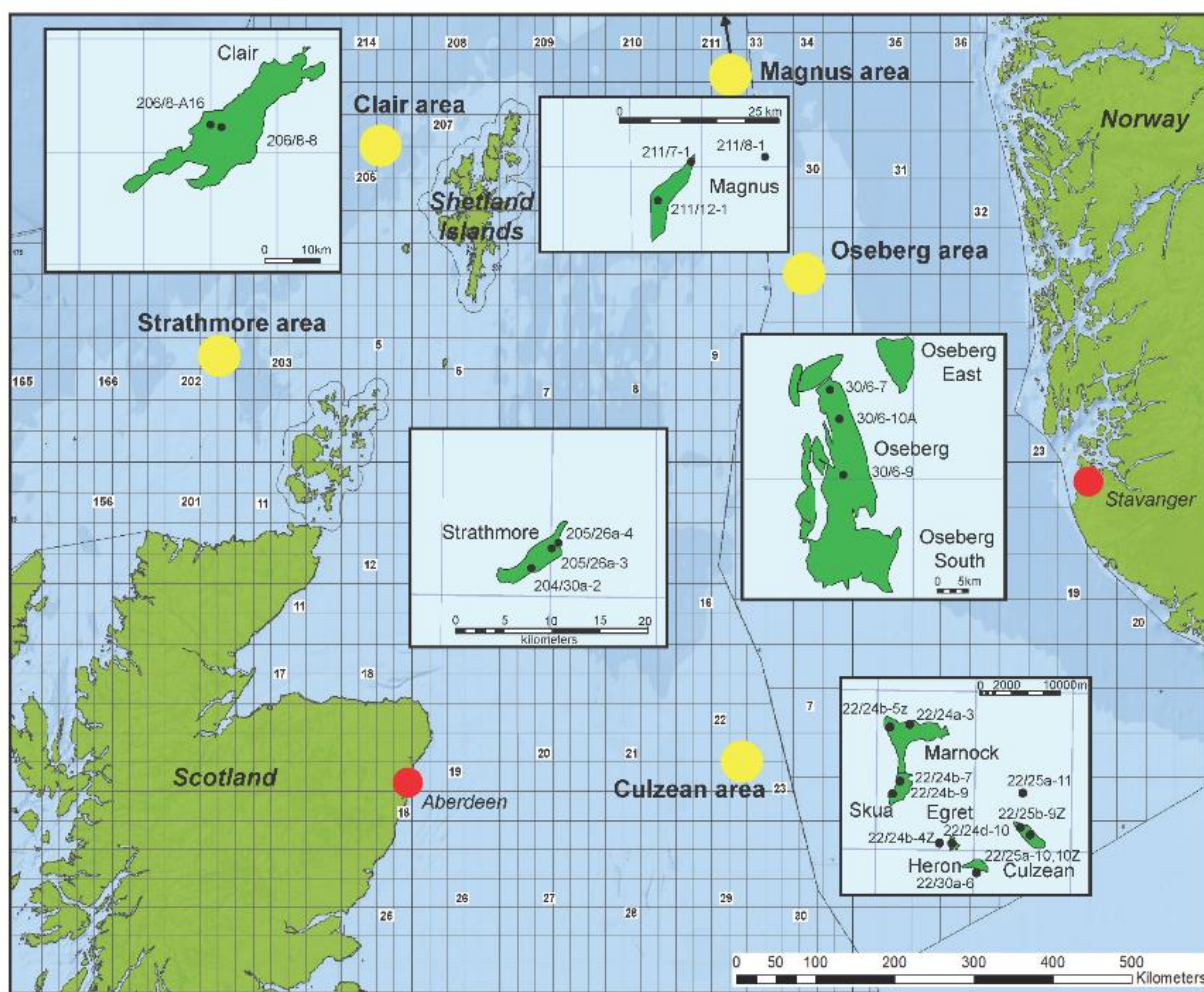 214
208
209
210
211
33
34
35
36
Clair
206/8-A16
206/8-8
0 10km
Clair area
207
206
Shetland
Islands
Magnus area
0 25 km
211/7-1
211/8-1
Magnus
211/12-1
Norway
30
31
32
Oseberg area
Strathmore area
165
166
202
203
5
6
7
8
9
Oseberg
East
30/6-7
30/6-10A
Oseberg
30/6-9
Oseberg
South
0 5km
23
Stavanger
156
201
11
Strathmore
205/26a-4
205/26a-3
204/30a-2
0 5 10 15 20
kilometers
12
11
16
19
20
17
18
22
7
0 2000 10000m
22/24b-5z
22/24a-3
Marnock
22/24b-7
22/24b-9
22/25a-11
Skua
Egret
22/25b-9Z
22/24b-4Z
22/24d-10
22/25a-10,10Z
Heron
Culzean
22/30a-6
Scotland
Aberdeen
19
18
20
21
Culzean area
23
26
26
27
28
29
30
0 100 200 300 400 500
Kilometers